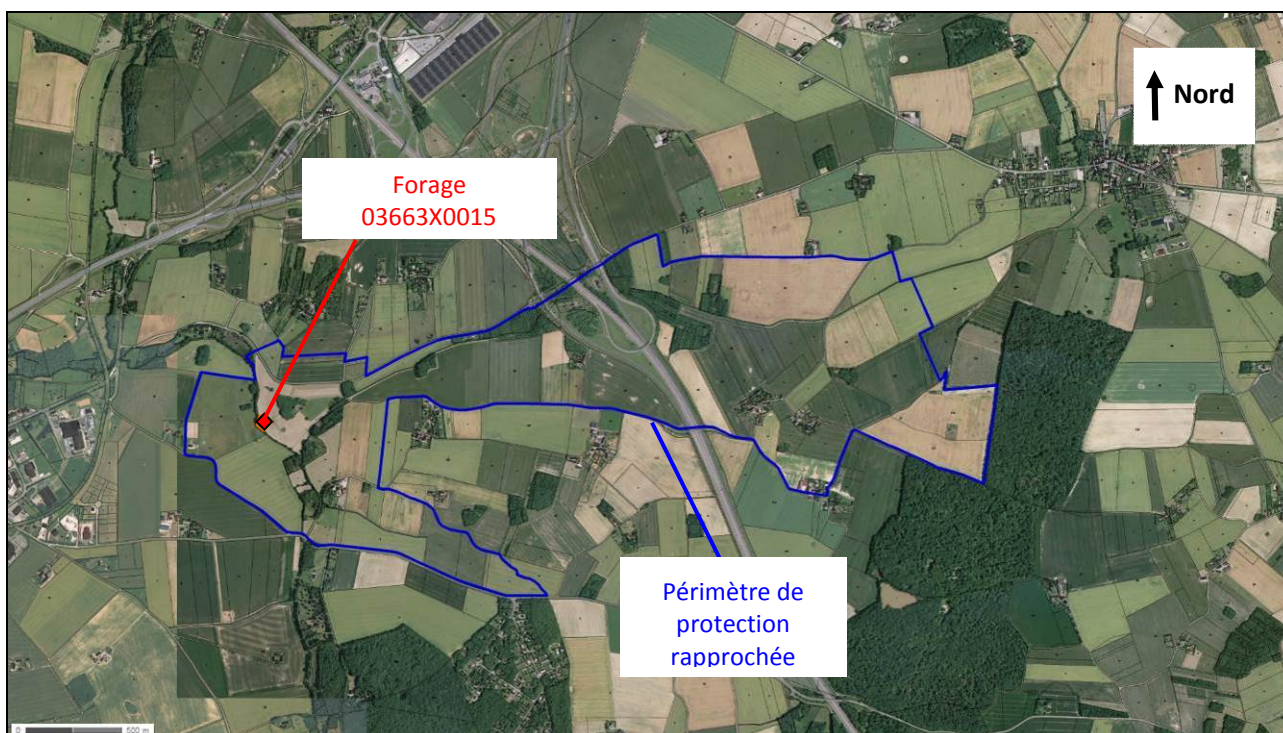 Nord
Forage
03663X0015
Périmètre de
protection
rapprochée
0 500 m